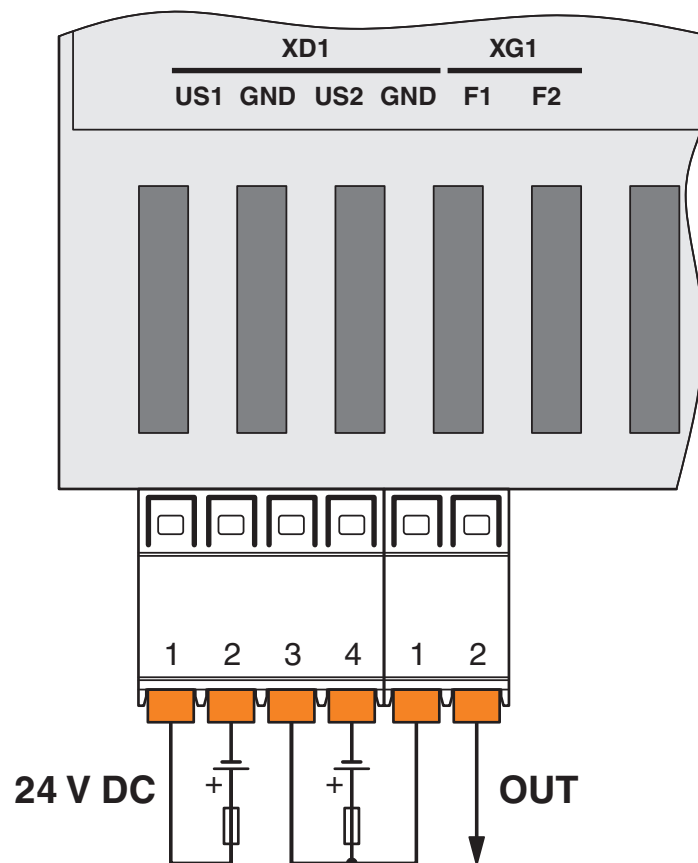 XD1 XG1
US1 GND US2 GND F1 F2
1 2 3 4 1 2
24 V DC + + OUT